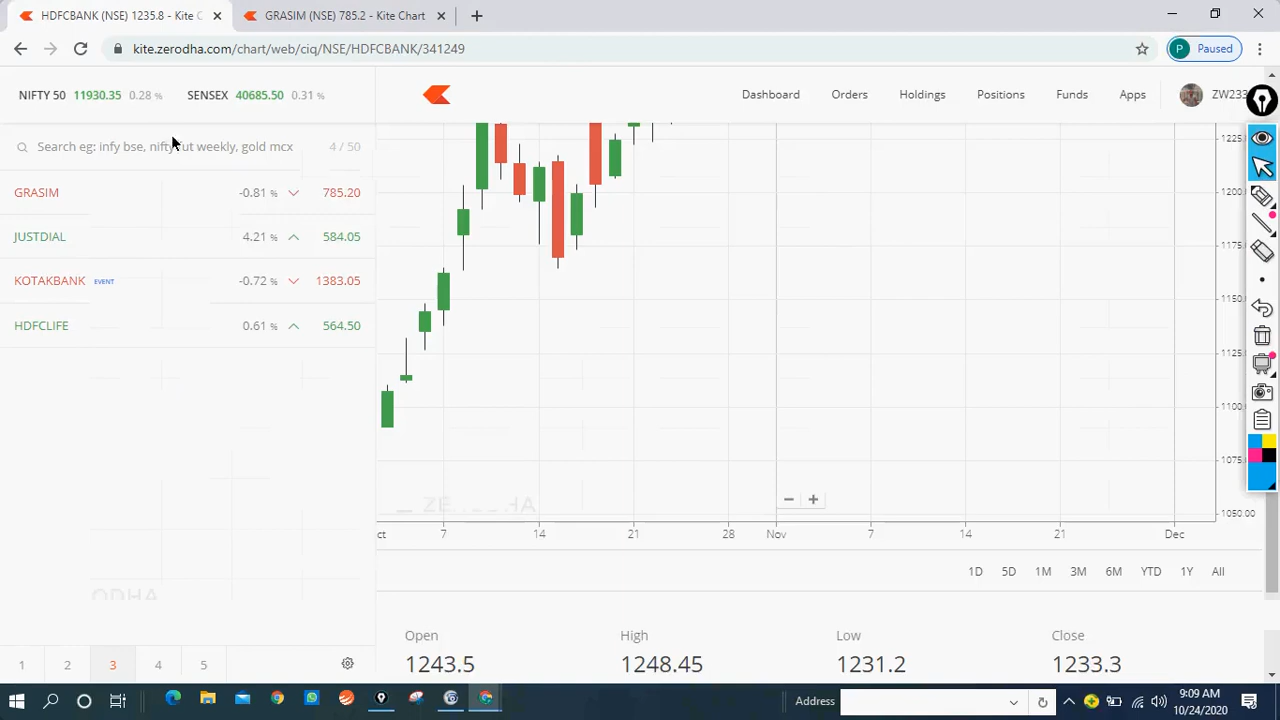 HDFCBANK (NSE) 1235.8 - Kite C
GRASIM (NSE) 785.2 - Kite Chart
kite.zerodha.com/chart/web/ciq/NSE/HDFCBANK/341249
P Paused
NIFTY 50 11930.35 0.28 % SENSEX 40685.50 0.31 %
Dashboard Orders Holdings Positions Funds Apps ZW233
Search eg: infy bse, nifty fut weekly, gold mcx 4 / 50
GRASIM -0.81 % 785.20
JUSTDIAL 4.21 % 584.05
KOTAKBANK EVENT -0.72 % 1383.05
HDFCLIFE 0.61 % 564.50
1225.
1200.
1175.
1150.
1125.
1100.
1075.
1050.00
ZERODHA
ct 7 14 21 28 Nov 7 14 21 Dec
1D 5D 1M 3M 6M YTD 1Y All
ODHA
Open High Low Close
1243.5 1248.45 1231.2 1233.3
1 2 3 4 5
Address
9:09 AM
10/24/2020